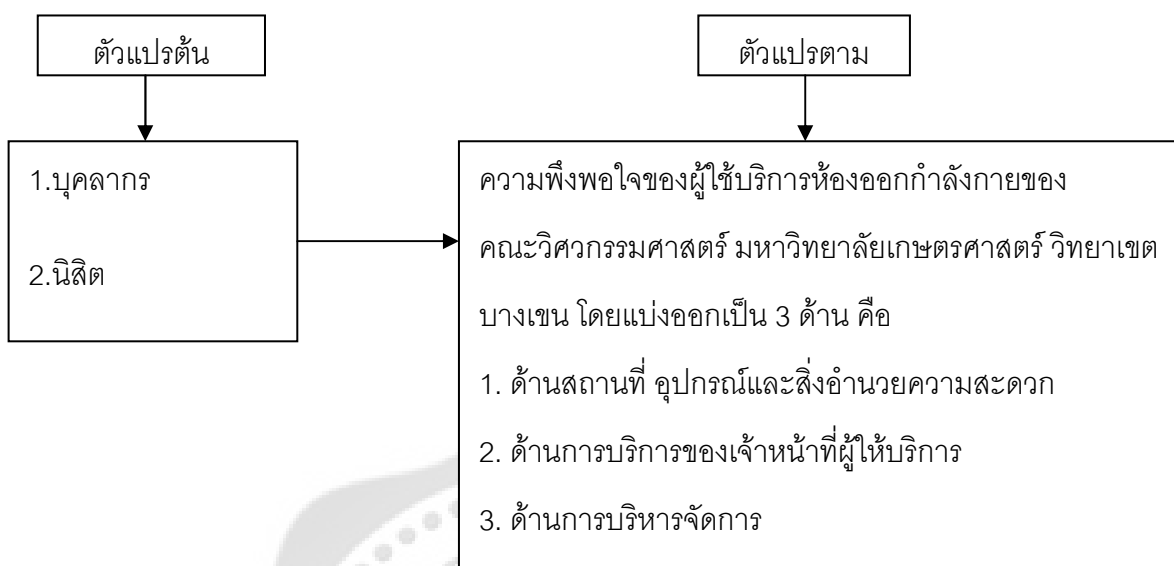 ตัวแปรต้น
ตัวแปรตาม
1.บุคลากร
2.นิสิต
ความพึงพอใจของผู้ใช้บริการห้องออกกำลังกายของ
คณะวิศวกรรมศาสตร์ มหาวิทยาลัยเกษตรศาสตร์ วิทยาเขต
บางเขน โดยแบ่งออกเป็น 3 ด้าน คือ
1. ด้านสถานที่ อุปกรณ์และสิ่งอำนวยความสะดวก
2. ด้านการบริการของเจ้าหน้าที่ผู้ให้บริการ
3. ด้านการบริหารจัดการ